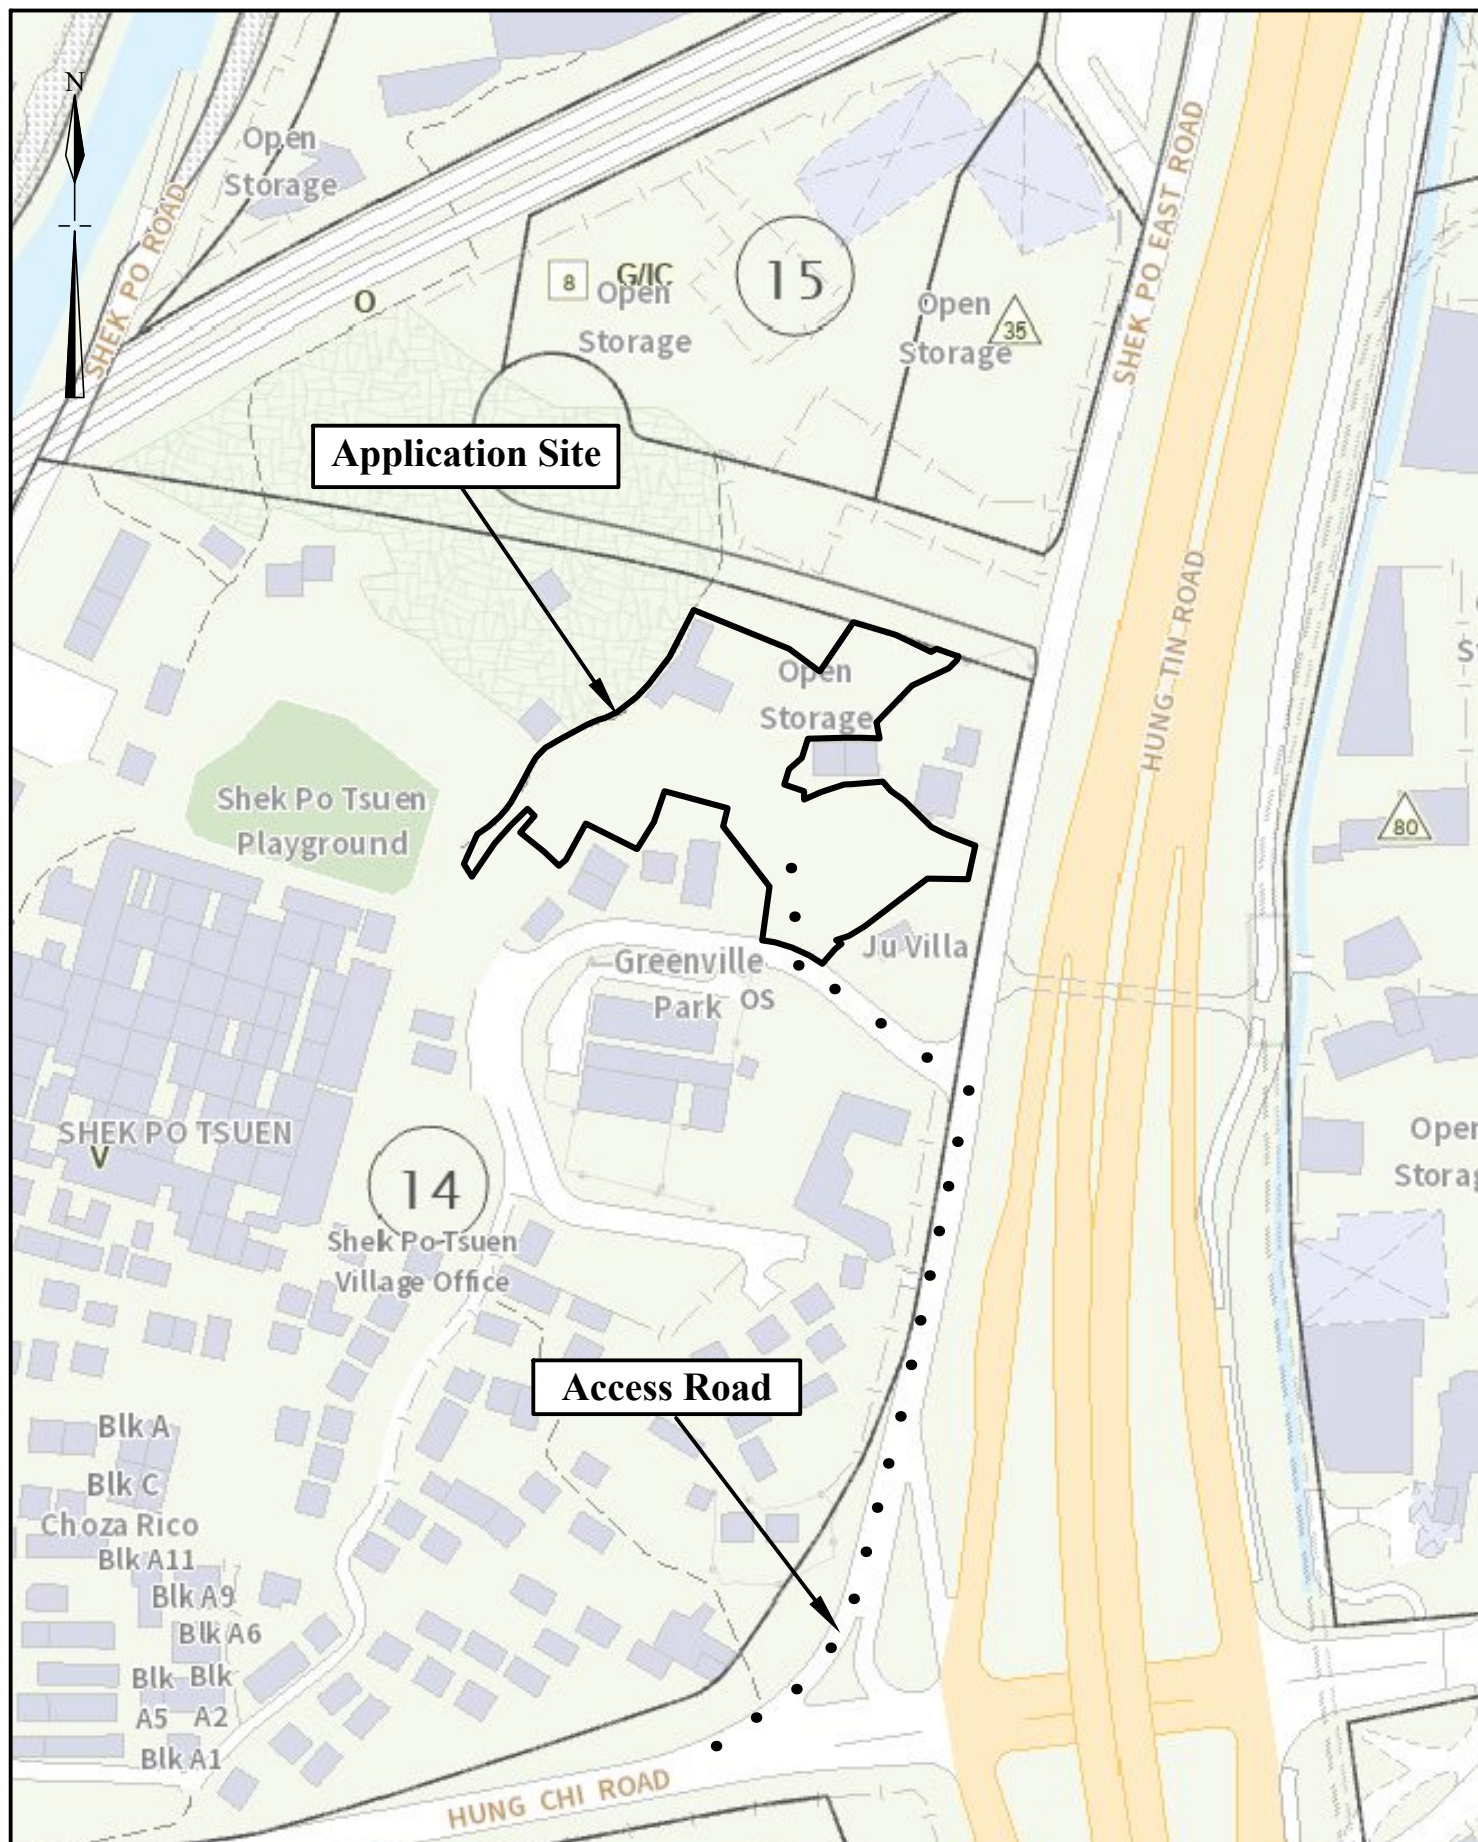 N
Open
Storage
SHEK PO ROAD
O
8
G/IC
Open
Storage
15
Open
Storage
35
SHEK PO EAST ROAD
Application Site
HUNG TIN ROAD
Open
Storage
80
Shek Po Tsuen
Playground
Ju Villa
Greenville
Park
OS
SHEK PO TSUEN
V
14
Open
Storag
Shek Po Tsuen
Village Office
Access Road
Blk A
Blk C
Choza Rico
Blk A11
Blk A9
Blk A6
Blk Blk
A5 A2
Blk A1
HUNG CHI ROAD